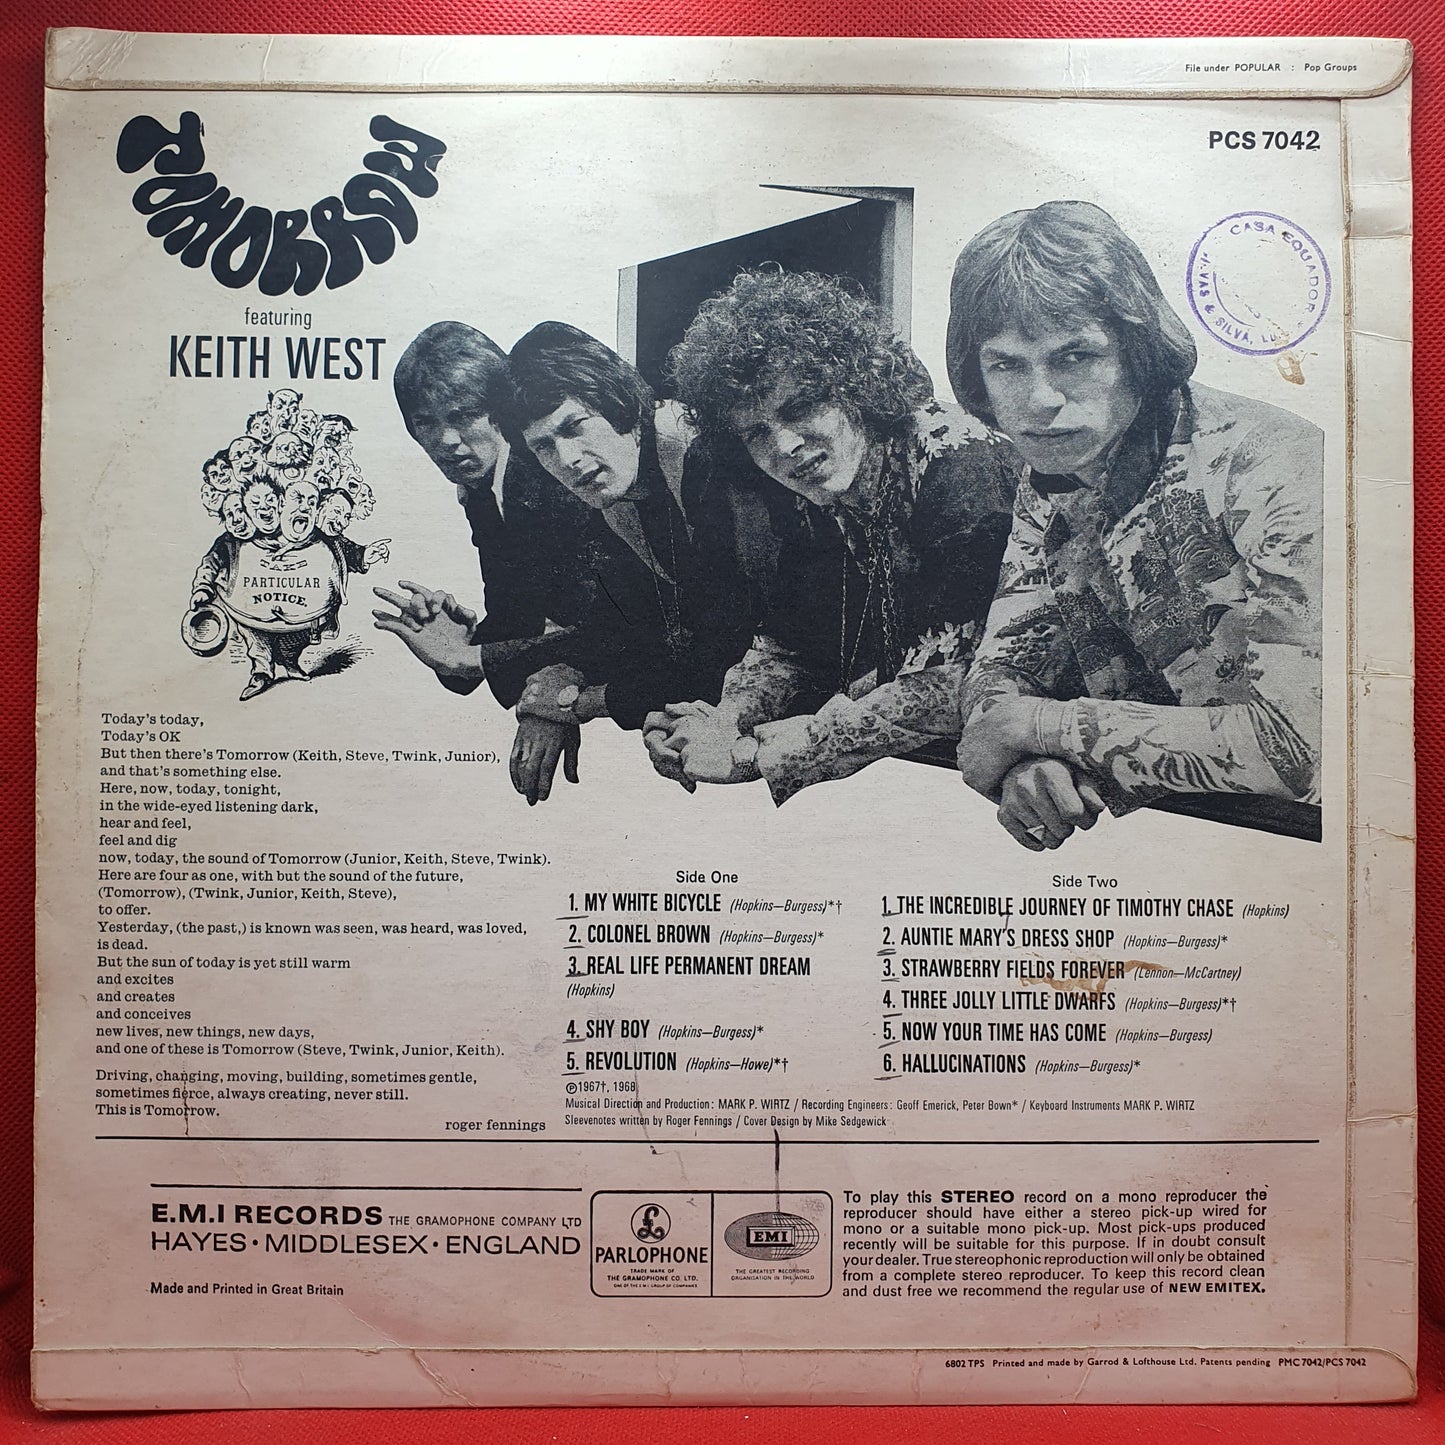 File under POPULAR : Pop Groups
PCS 7042
TOMORROW
featuring
KEITH WEST
CASA EQUADOR
& SILVA,
TAKE
PARTICULAR
NOTICE.
Today's today,
Today's OK
But then there's Tomorrow (Keith, Steve, Twink, Junior),
and that's something else.
Here, now, today, tonight,
in the wide-eyed listening dark,
hear and feel,
feel and dig
now, today, the sound of Tomorrow (Junior, Keith, Steve, Twink).
Here are four as one, with but the sound of the future,
(Tomorrow), (Twink, Junior, Keith, Steve),
to offer.
Yesterday, (the past,) is known was seen, was heard, was loved,
is dead.
But the sun of today is yet still warm
and excites
and creates
and conceives
new lives, new things, new days,
and one of these is Tomorrow (Steve, Twink, Junior, Keith).
Driving, changing, moving, building, sometimes gentle,
sometimes fierce, always creating, never still.
This is Tomorrow.
roger fennings
Side One
1. MY WHITE BICYCLE (Hopkins—Burgess)*†
2. COLONEL BROWN (Hopkins—Burgess)*
3. REAL LIFE PERMANENT DREAM
(Hopkins)
4. SHY BOY (Hopkins—Burgess)*
5. REVOLUTION (Hopkins—Howe)*†
Side Two
1. THE INCREDIBLE JOURNEY OF TIMOTHY CHASE (Hopkins)
2. AUNTIE MARY'S DRESS SHOP (Hopkins—Burgess)*
3. STRAWBERRY FIELDS FOREVER (Lennon—McCartney)
4. THREE JOLLY LITTLE DWARFS (Hopkins—Burgess)*†
5. NOW YOUR TIME HAS COME (Hopkins—Burgess)
6. HALLUCINATIONS (Hopkins—Burgess)*
℗1967†, 1968
Musical Direction and Production: MARK P. WIRTZ / Recording Engineers: Geoff Emerick, Peter Bown* / Keyboard Instruments MARK P. WIRTZ
Sleevenotes written by Roger Fennings / Cover Design by Mike Sedgewick
E.M.I RECORDS THE GRAMOPHONE COMPANY LTD
HAYES · MIDDLESEX · ENGLAND
Made and Printed in Great Britain
£
PARLOPHONE
TRADE MARK OF
THE GRAMOPHONE CO. LTD.
ONE OF THE E.M.I. GROUP OF COMPANIES
EMI
THE GREATEST RECORDING
ORGANISATION IN THE WORLD
To play this STEREO record on a mono reproducer the
reproducer should have either a stereo pick-up wired for
mono or a suitable mono pick-up. Most pick-ups produced
recently will be suitable for this purpose. If in doubt consult
your dealer. True stereophonic reproduction will only be obtained
from a complete stereo reproducer. To keep this record clean
and dust free we recommend the regular use of NEW EMITEX.
6802 TPS Printed and made by Garrod & Lofthouse Ltd. Patents pending PMC 7042/PCS 7042